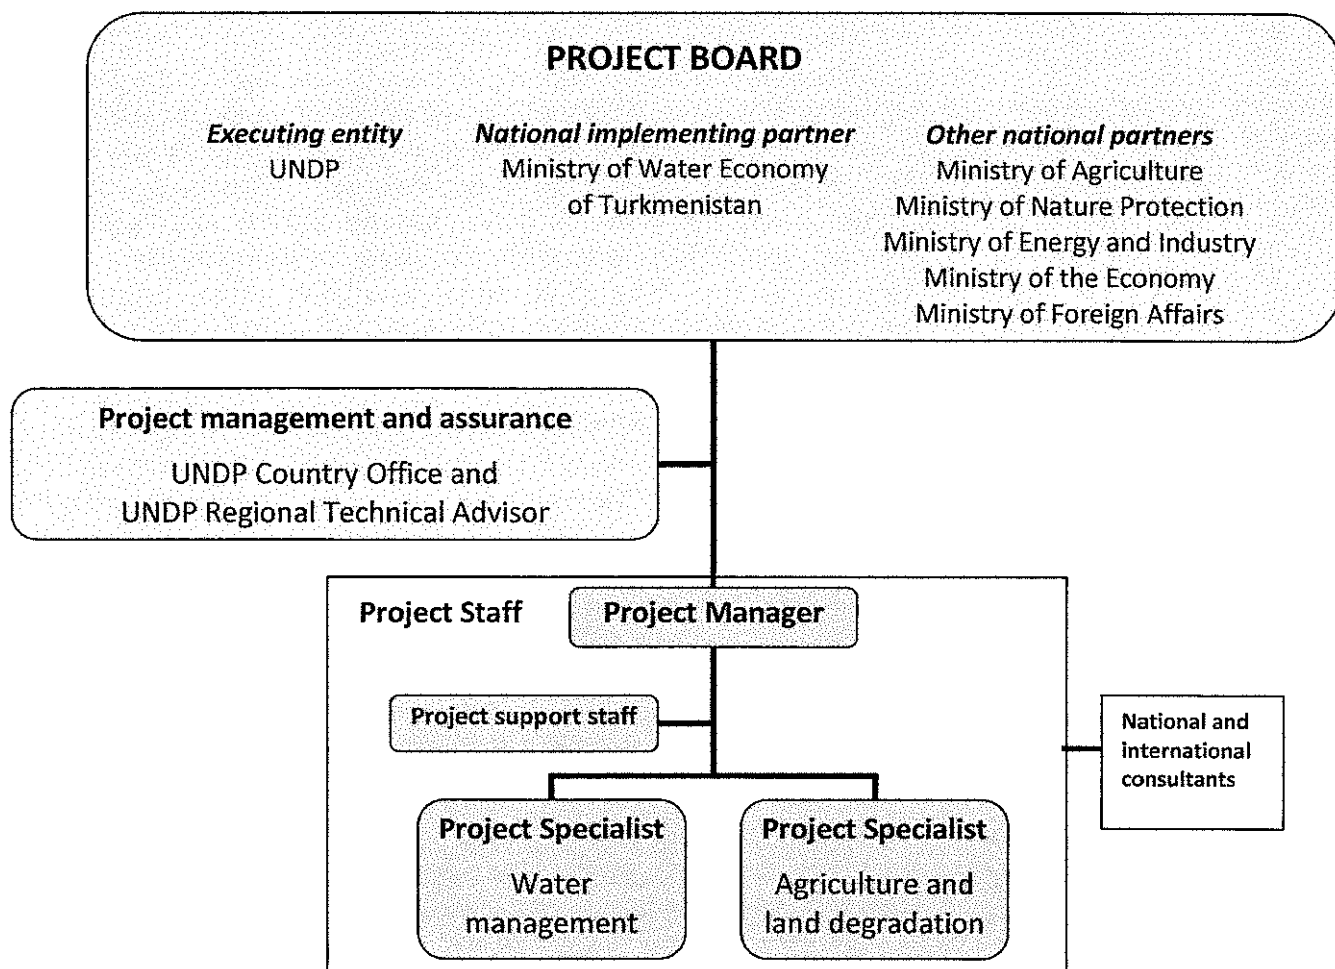 PROJECT BOARD
Executing entity
UNDP
National implementing partner
Ministry of Water Economy
of Turkmenistan
Other national partners
Ministry of Agriculture
Ministry of Nature Protection
Ministry of Energy and Industry
Ministry of the Economy
Ministry of Foreign Affairs
Project management and assurance
UNDP Country Office and
UNDP Regional Technical Advisor
Project Staff
Project Manager
Project support staff
National and
international
consultants
Project Specialist
Water
management
Project Specialist
Agriculture and
land degradation